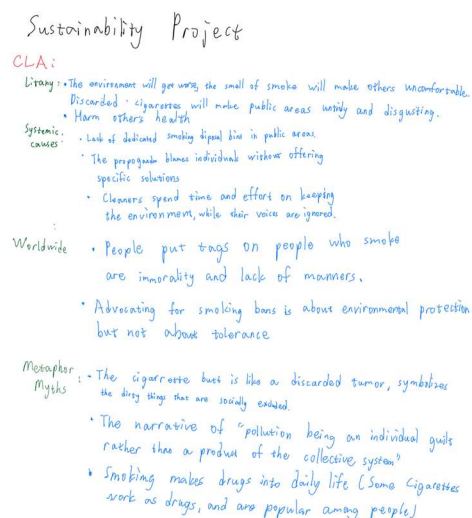 Sustainability Project
CLA:
Litany: • The environment will get worse, the smell of smoke will make others uncomfortable.
Discarded cigarettes will make public areas untidy and disgusting.
• Harm others' health
Systemic causes: • Lack of dedicated smoking dipsal bins in public areas.
• The propaganda blames individuals without offering
specific solutions
• Cleaners spend time and effort on keeping
the environment, while their voices are ignored.
Worldwide • People put tags on people who smoke
are immorality and lack of manners.
• Advocating for smoking bans is about environmental protection
but not about tolerance
Metaphor Myths: • The cigarrette butt is like a discarded tumor, symbolizes
the dirty things that are socially excluded.
• The narrative of "pollution being an individual guilt
rather than a product of the collective system"
• Smoking makes drugs into daily life (Some Cigarettes
work as drugs, and are popular among people)